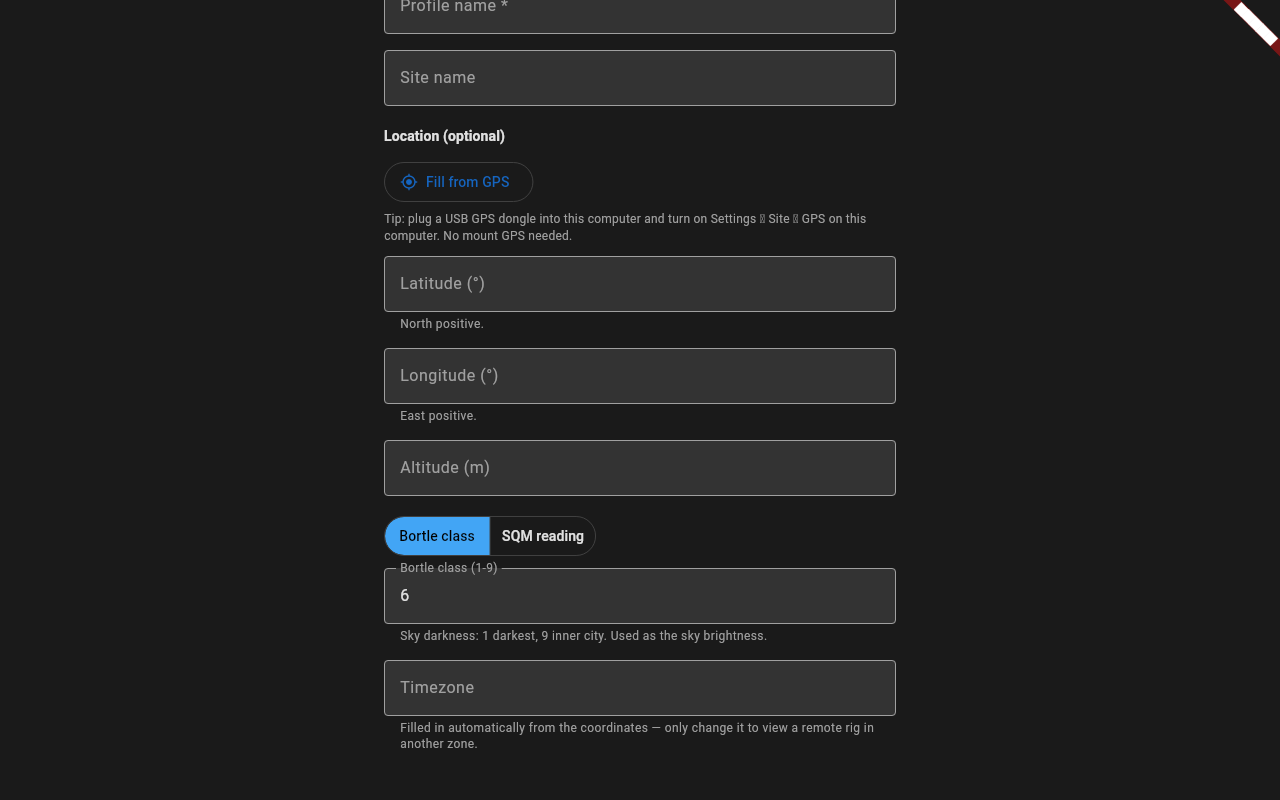 Profile name *
Site name
Location (optional)
Fill from GPS
Tip: plug a USB GPS dongle into this computer and turn on Settings ▯ Site ▯ GPS on this
computer. No mount GPS needed.
Latitude (°)
North positive.
Longitude (°)
East positive.
Altitude (m)
Bortle class
SQM reading
Bortle class (1-9)
6
Sky darkness: 1 darkest, 9 inner city. Used as the sky brightness.
Timezone
Filled in automatically from the coordinates — only change it to view a remote rig in
another zone.